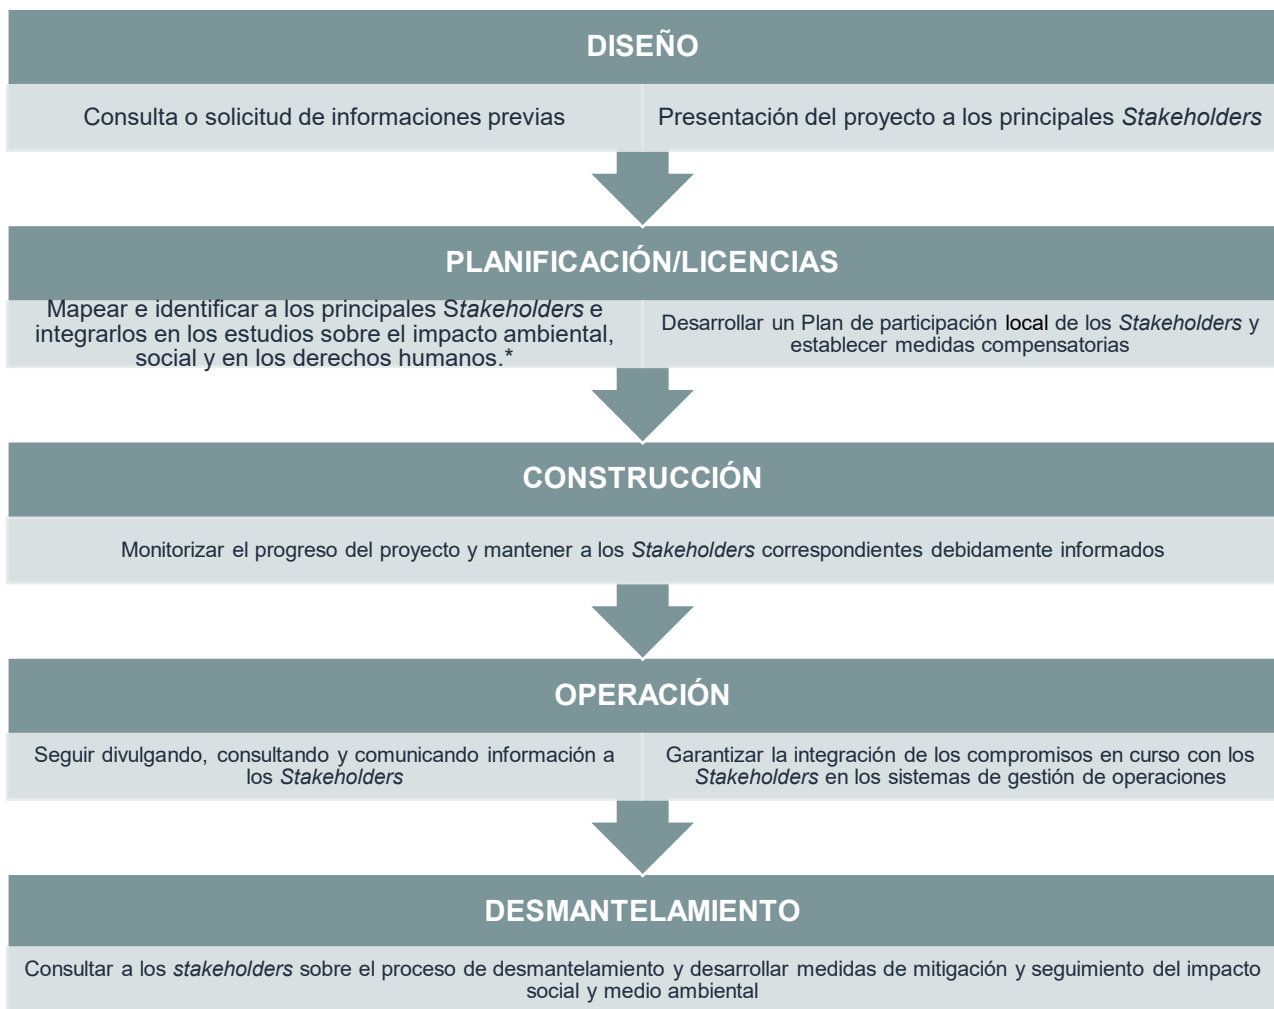 DISEÑO
Consulta o solicitud de informaciones previas
Presentación del proyecto a los principales Stakeholders
PLANIFICACIÓN/LICENCIAS
Mapear e identificar a los principales Stakeholders e
integrarlos en los estudios sobre el impacto ambiental,
social y en los derechos humanos.*
Desarrollar un Plan de participación local de los Stakeholders y
establecer medidas compensatorias
CONSTRUCCIÓN
Monitorizar el progreso del proyecto y mantener a los Stakeholders correspondientes debidamente informados
OPERACIÓN
Seguir divulgando, consultando y comunicando información a
los Stakeholders
Garantizar la integración de los compromisos en curso con los
Stakeholders en los sistemas de gestión de operaciones
DESMANTELAMIENTO
Consultar a los stakeholders sobre el proceso de desmantelamiento y desarrollar medidas de mitigación y seguimiento del impacto
social y medio ambiental